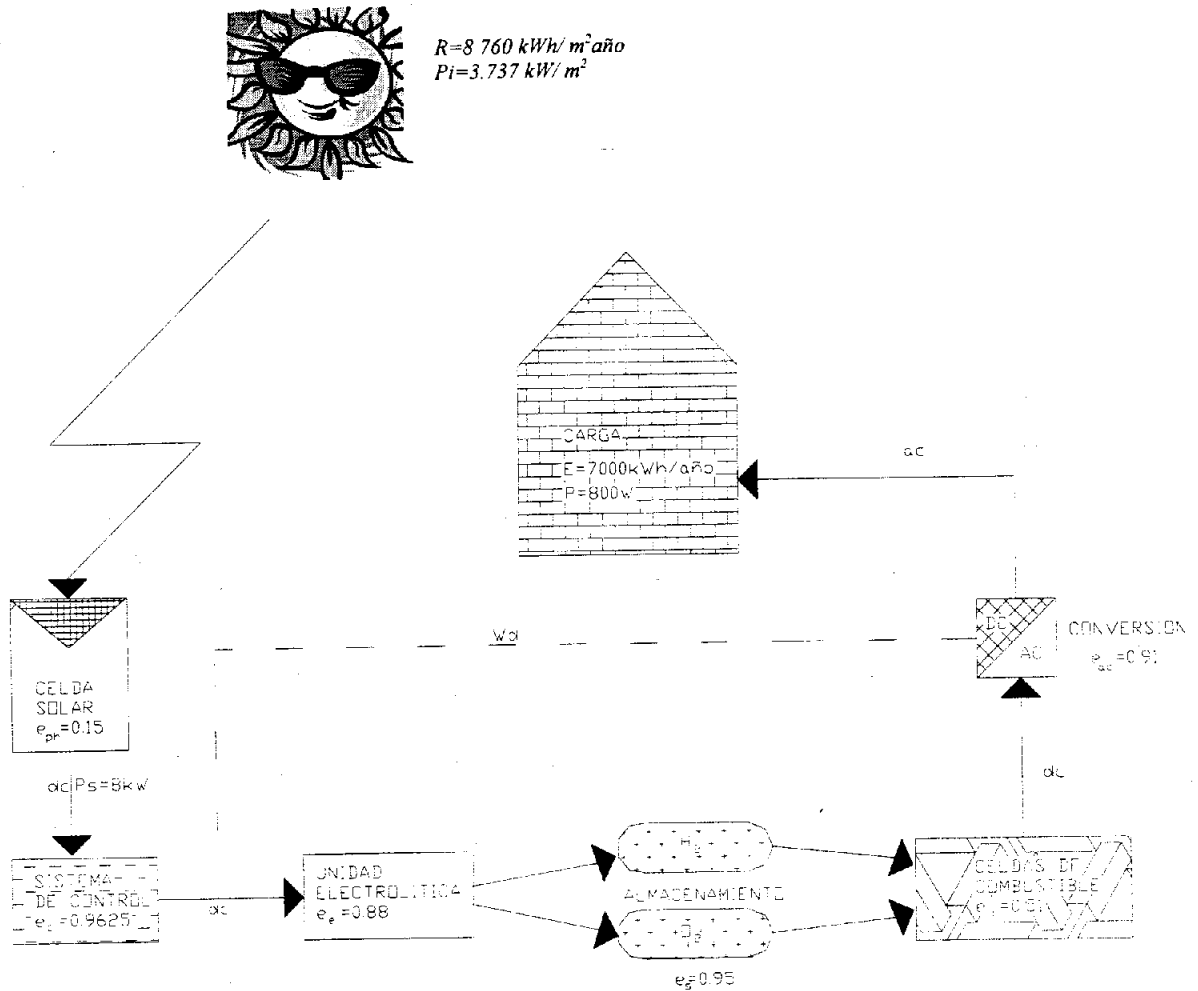 R=8 760 kWh/ m²año
Pi=3.737 kW/ m²
CARGA
E=7000kWh/año
P=800w
ac
CELDA
SOLAR
e_ph=0.15
Wd
DC
AC
CONVERSION
e_ac=0.91
dc Ps=8kW
dc
SISTEMA
DE CONTROL
e_c=0.9625
dc
UNIDAD
ELECTROLITICA
e_e=0.88
H₂
ALMACENAMIENTO
O₂
e_s=0.95
CELDAS DE
COMBUSTIBLE